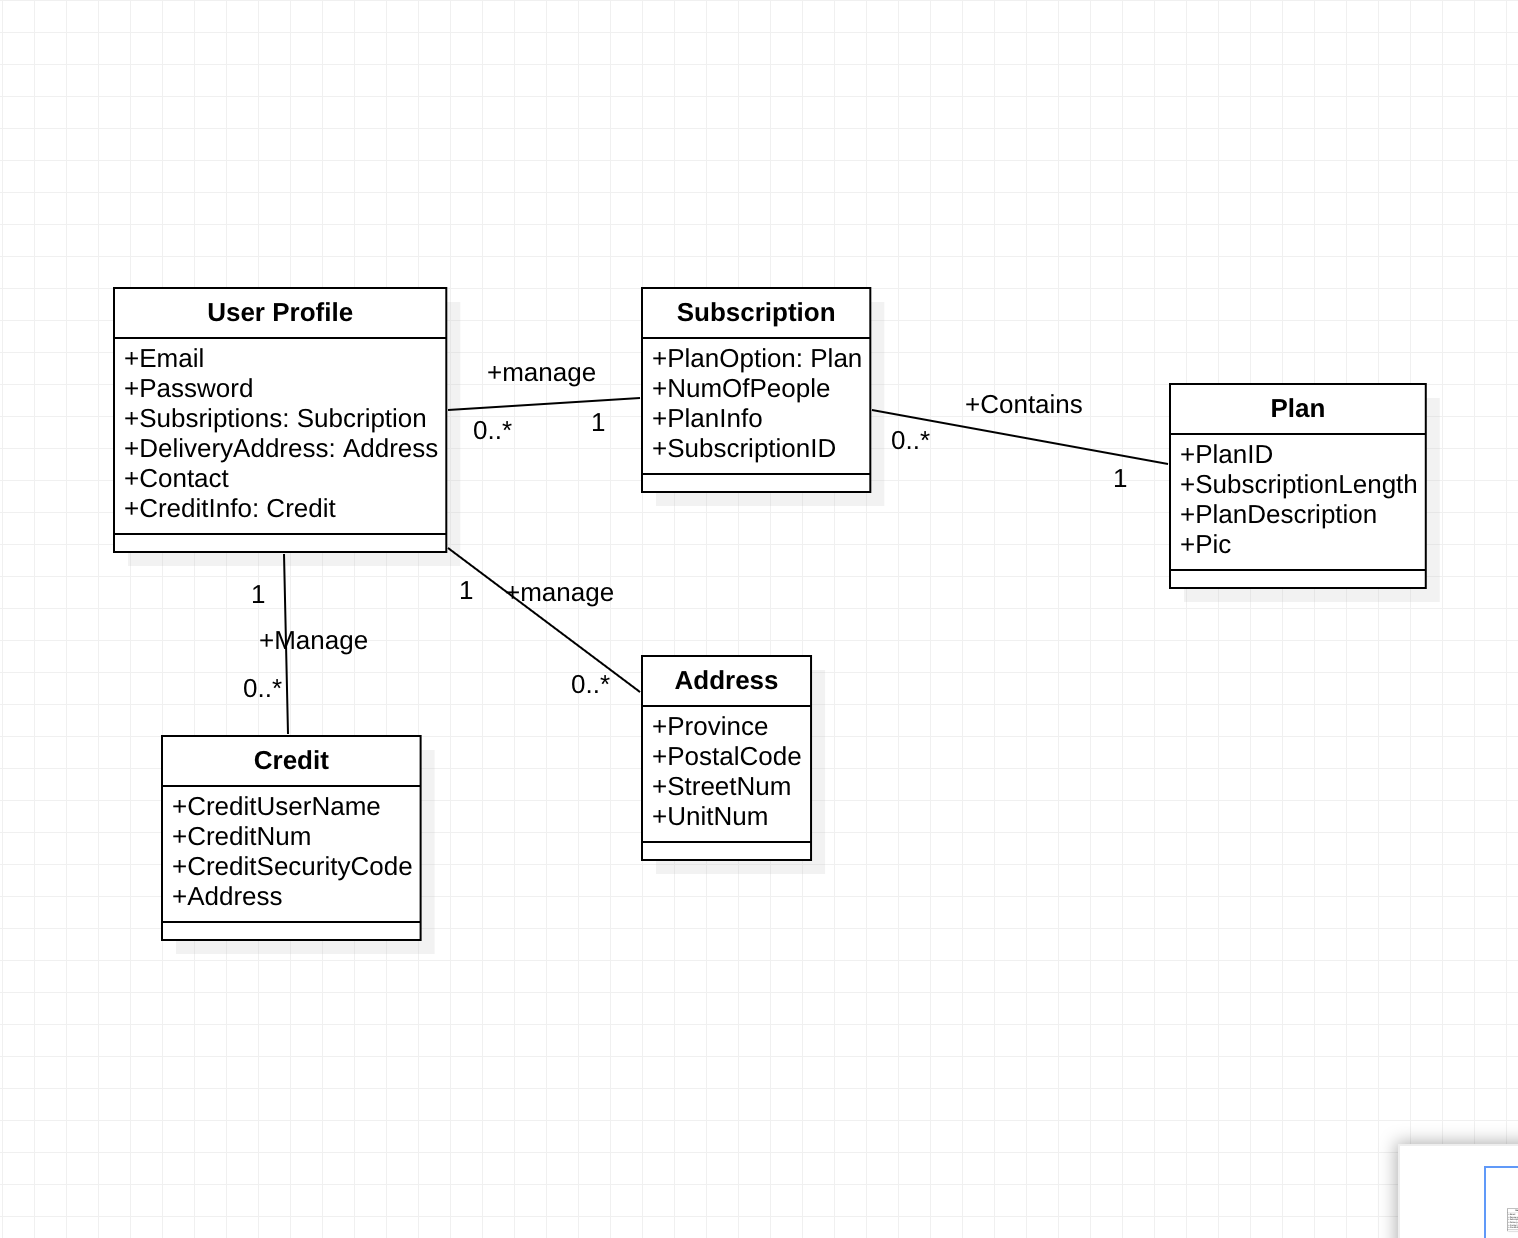 User Profile
+Email
+Password
+Subsriptions: Subcription
+DeliveryAddress: Address
+Contact
+CreditInfo: Credit
+manage
0..*
1
Subscription
+PlanOption: Plan
+NumOfPeople
+PlanInfo
+SubscriptionID
+Contains
0..*
1
Plan
+PlanID
+SubscriptionLength
+PlanDescription
+Pic
1
+Manage
0..*
1
+manage
0..*
Credit
+CreditUserName
+CreditNum
+CreditSecurityCode
+Address
Address
+Province
+PostalCode
+StreetNum
+UnitNum